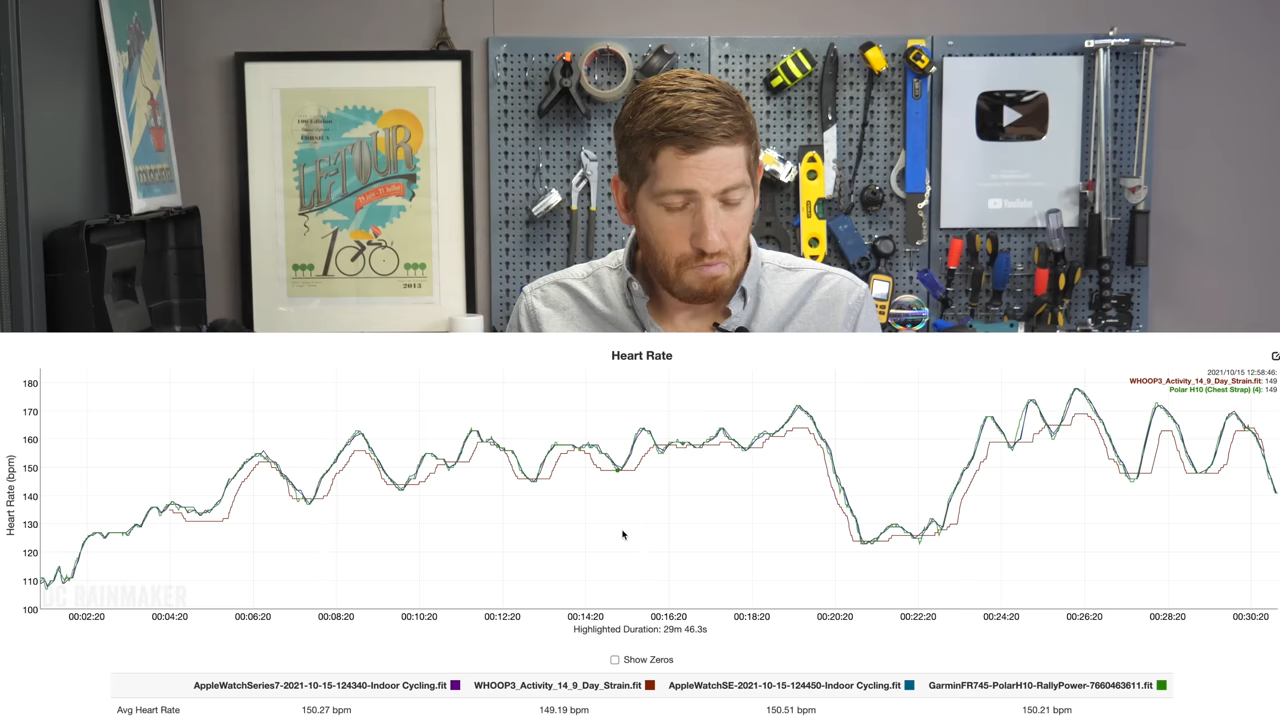 LETOUR
2013
YouTube
Heart Rate
2021/10/15 12:58:46:
WHOOP3_Activity_14_9_Day_Strain.fit: 149
Polar H10 (Chest Strap) (4): 149
180
170
160
150
140
130
120
110
100
Heart Rate (bpm)
DC RAINMAKER
00:02:20
00:04:20
00:06:20
00:08:20
00:10:20
00:12:20
00:14:20
00:16:20
00:18:20
00:20:20
00:22:20
00:24:20
00:26:20
00:28:20
00:30:20
Highlighted Duration: 29m 46.3s
Show Zeros
AppleWatchSeries7-2021-10-15-124340-Indoor Cycling.fit
WHOOP3_Activity_14_9_Day_Strain.fit
AppleWatchSE-2021-10-15-124450-Indoor Cycling.fit
GarminFR745-PolarH10-RallyPower-7660463611.fit
Avg Heart Rate
150.27 bpm
149.19 bpm
150.51 bpm
150.21 bpm